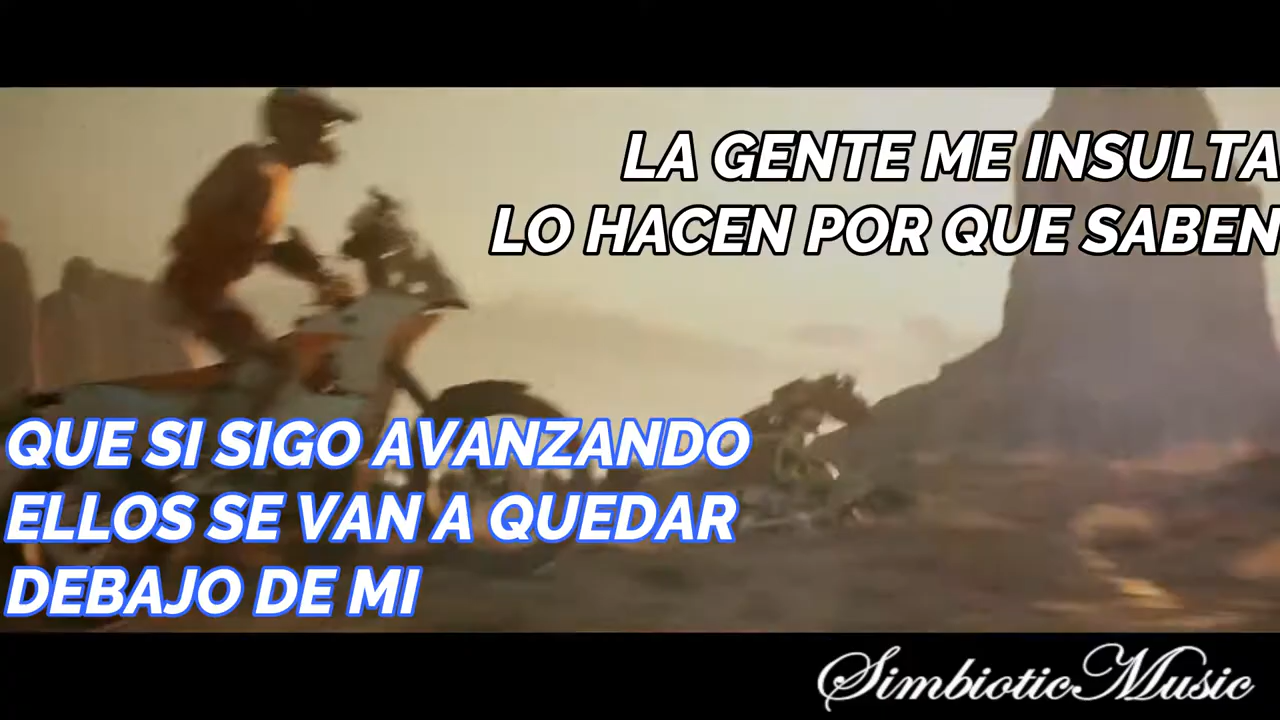 LA GENTE ME INSULTA
LO HACEN POR QUE SABEN
QUE SI SIGO AVANZANDO
ELLOS SE VAN A QUEDAR
DEBAJO DE MI
SimbioticMusic